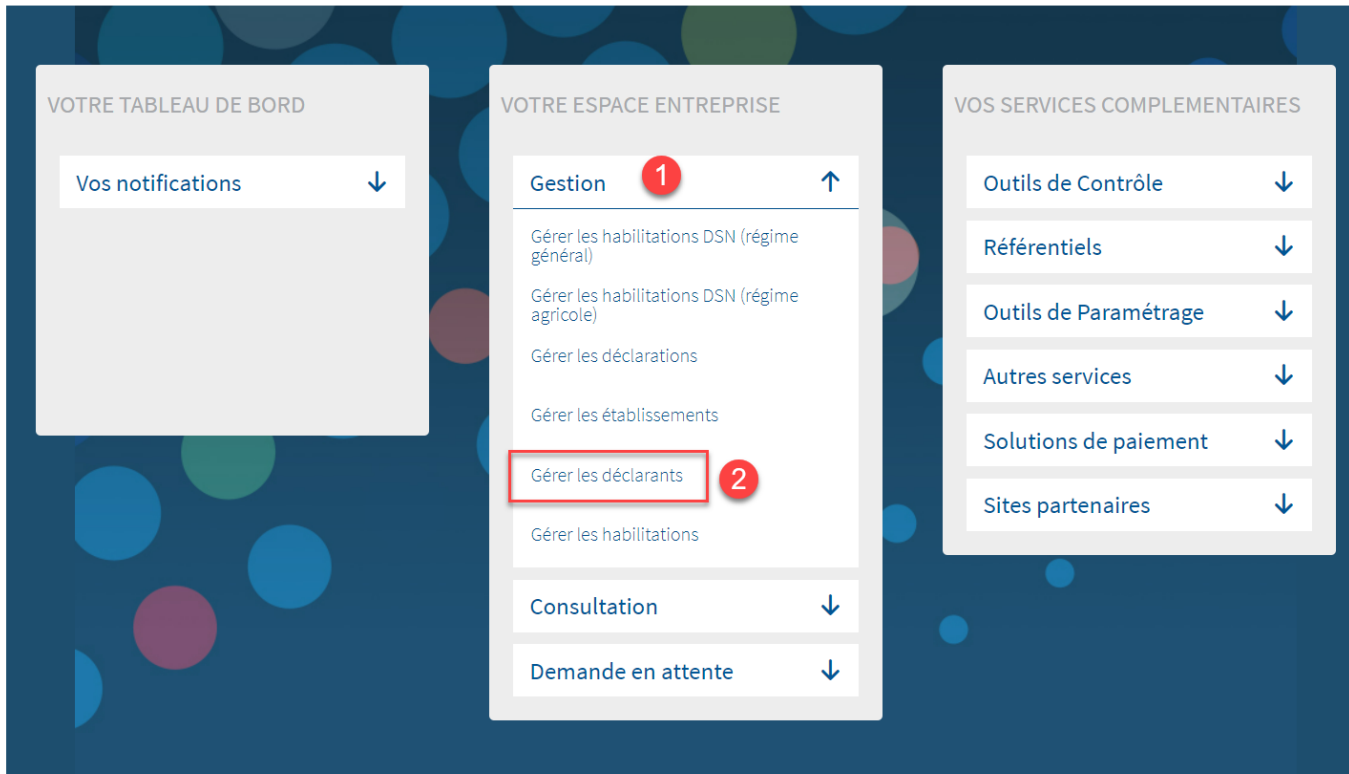 VOTRE TABLEAU DE BORD
Vos notifications
VOTRE ESPACE ENTREPRISE
Gestion
1
Gérer les habilitations DSN (régime
général)
Gérer les habilitations DSN (régime
agricole)
Gérer les déclarations
Gérer les établissements
Gérer les déclarants
2
Gérer les habilitations
Consultation
Demande en attente
VOS SERVICES COMPLEMENTAIRES
Outils de Contrôle
Référentiels
Outils de Paramétrage
Autres services
Solutions de paiement
Sites partenaires